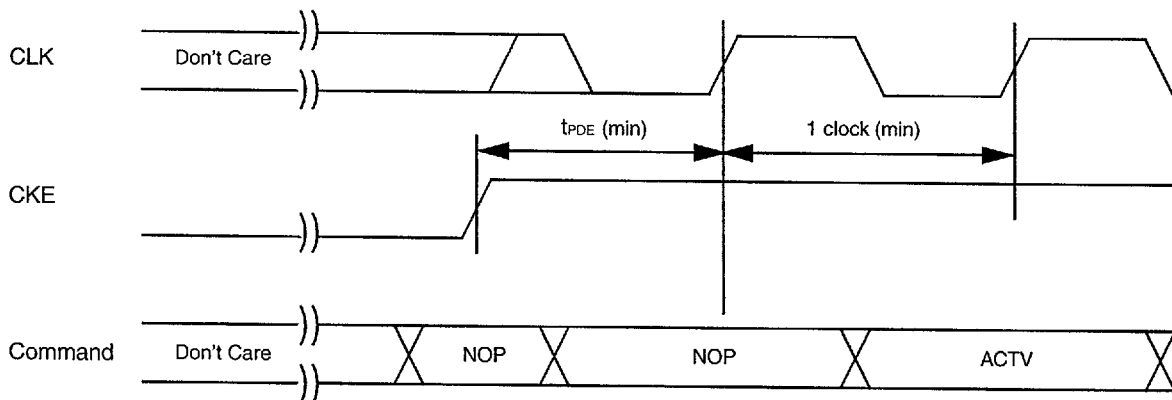 CLK Don't Care
tPDE (min) 1 clock (min)
CKE
Command Don't Care NOP NOP ACTV